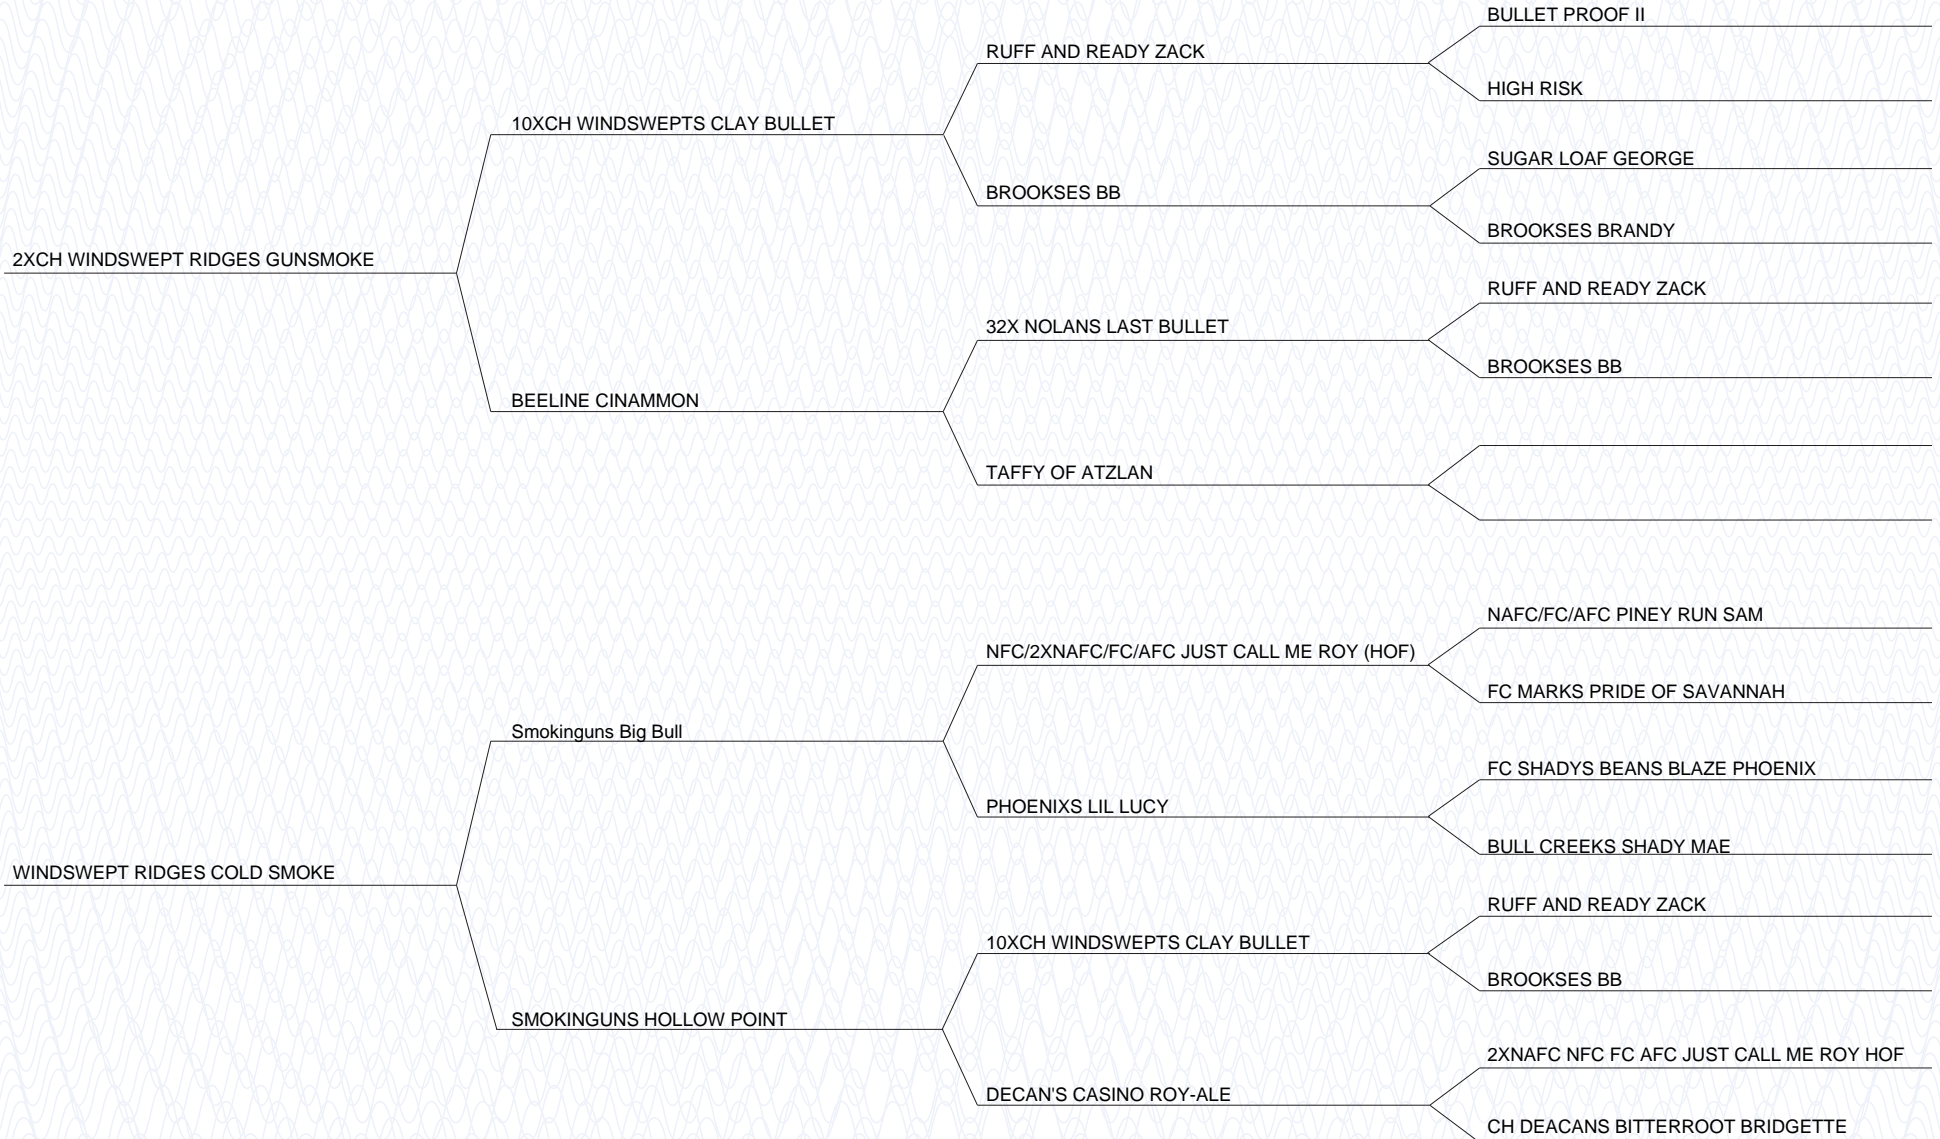 BULLET PROOF II
RUFF AND READY ZACK
HIGH RISK
10XCH WINDSWEPTS CLAY BULLET
SUGAR LOAF GEORGE
BROOKSES BB
BROOKSES BRANDY
2XCH WINDSWEPT RIDGES GUNSMOKE
RUFF AND READY ZACK
32X NOLANS LAST BULLET
BROOKSES BB
BEELINE CINAMMON
TAFFY OF ATZLAN
NAFC/FC/AFC PINEY RUN SAM
NFC/2XNAFC/FC/AFC JUST CALL ME ROY (HOF)
FC MARKS PRIDE OF SAVANNAH
Smokinguns Big Bull
FC SHADYS BEANS BLAZE PHOENIX
PHOENIXS LIL LUCY
BULL CREEKS SHADY MAE
WINDSWEPT RIDGES COLD SMOKE
RUFF AND READY ZACK
10XCH WINDSWEPTS CLAY BULLET
BROOKSES BB
SMOKINGUNS HOLLOW POINT
2XNAFC NFC FC AFC JUST CALL ME ROY HOF
DECAN'S CASINO ROY-ALE
CH DEACANS BITTERROOT BRIDGETTE